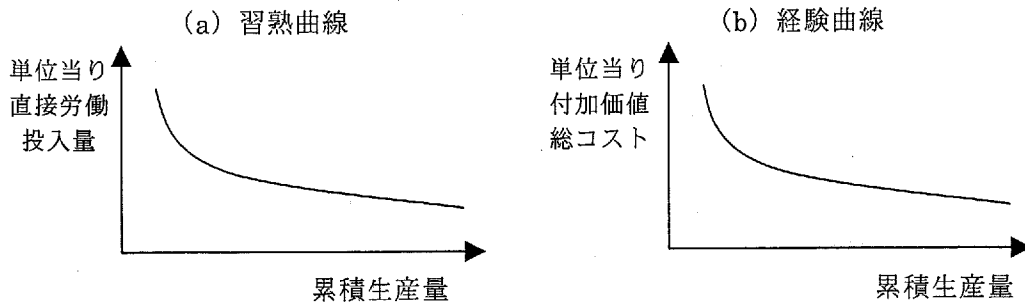 (a) 習熟曲線
単位当り
直接労働
投入量
累積生産量
(b) 経験曲線
単位当り
付加価値
総コスト
累積生産量